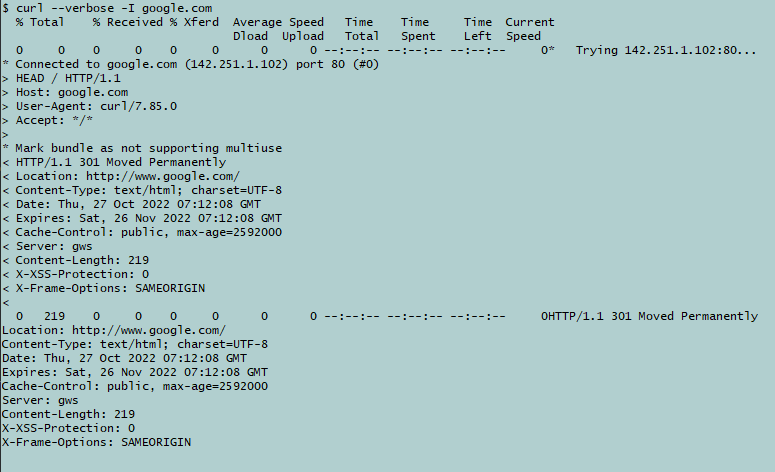 $ curl --verbose -I google.com
  % Total    % Received % Xferd  Average Speed   Time    Time     Time  Current
                                 Dload  Upload   Total   Spent    Left  Speed
  0     0    0     0    0     0      0      0 --:--:-- --:--:-- --:--:--     0*   Trying 142.251.1.102:80...
* Connected to google.com (142.251.1.102) port 80 (#0)
> HEAD / HTTP/1.1
> Host: google.com
> User-Agent: curl/7.85.0
> Accept: */*
>
* Mark bundle as not supporting multiuse
< HTTP/1.1 301 Moved Permanently
< Location: http://www.google.com/
< Content-Type: text/html; charset=UTF-8
< Date: Thu, 27 Oct 2022 07:12:08 GMT
< Expires: Sat, 26 Nov 2022 07:12:08 GMT
< Cache-Control: public, max-age=2592000
< Server: gws
< Content-Length: 219
< X-XSS-Protection: 0
< X-Frame-Options: SAMEORIGIN
<
  0   219    0     0    0     0      0      0 --:--:-- --:--:-- --:--:--     0HTTP/1.1 301 Moved Permanently
Location: http://www.google.com/
Content-Type: text/html; charset=UTF-8
Date: Thu, 27 Oct 2022 07:12:08 GMT
Expires: Sat, 26 Nov 2022 07:12:08 GMT
Cache-Control: public, max-age=2592000
Server: gws
Content-Length: 219
X-XSS-Protection: 0
X-Frame-Options: SAMEORIGIN